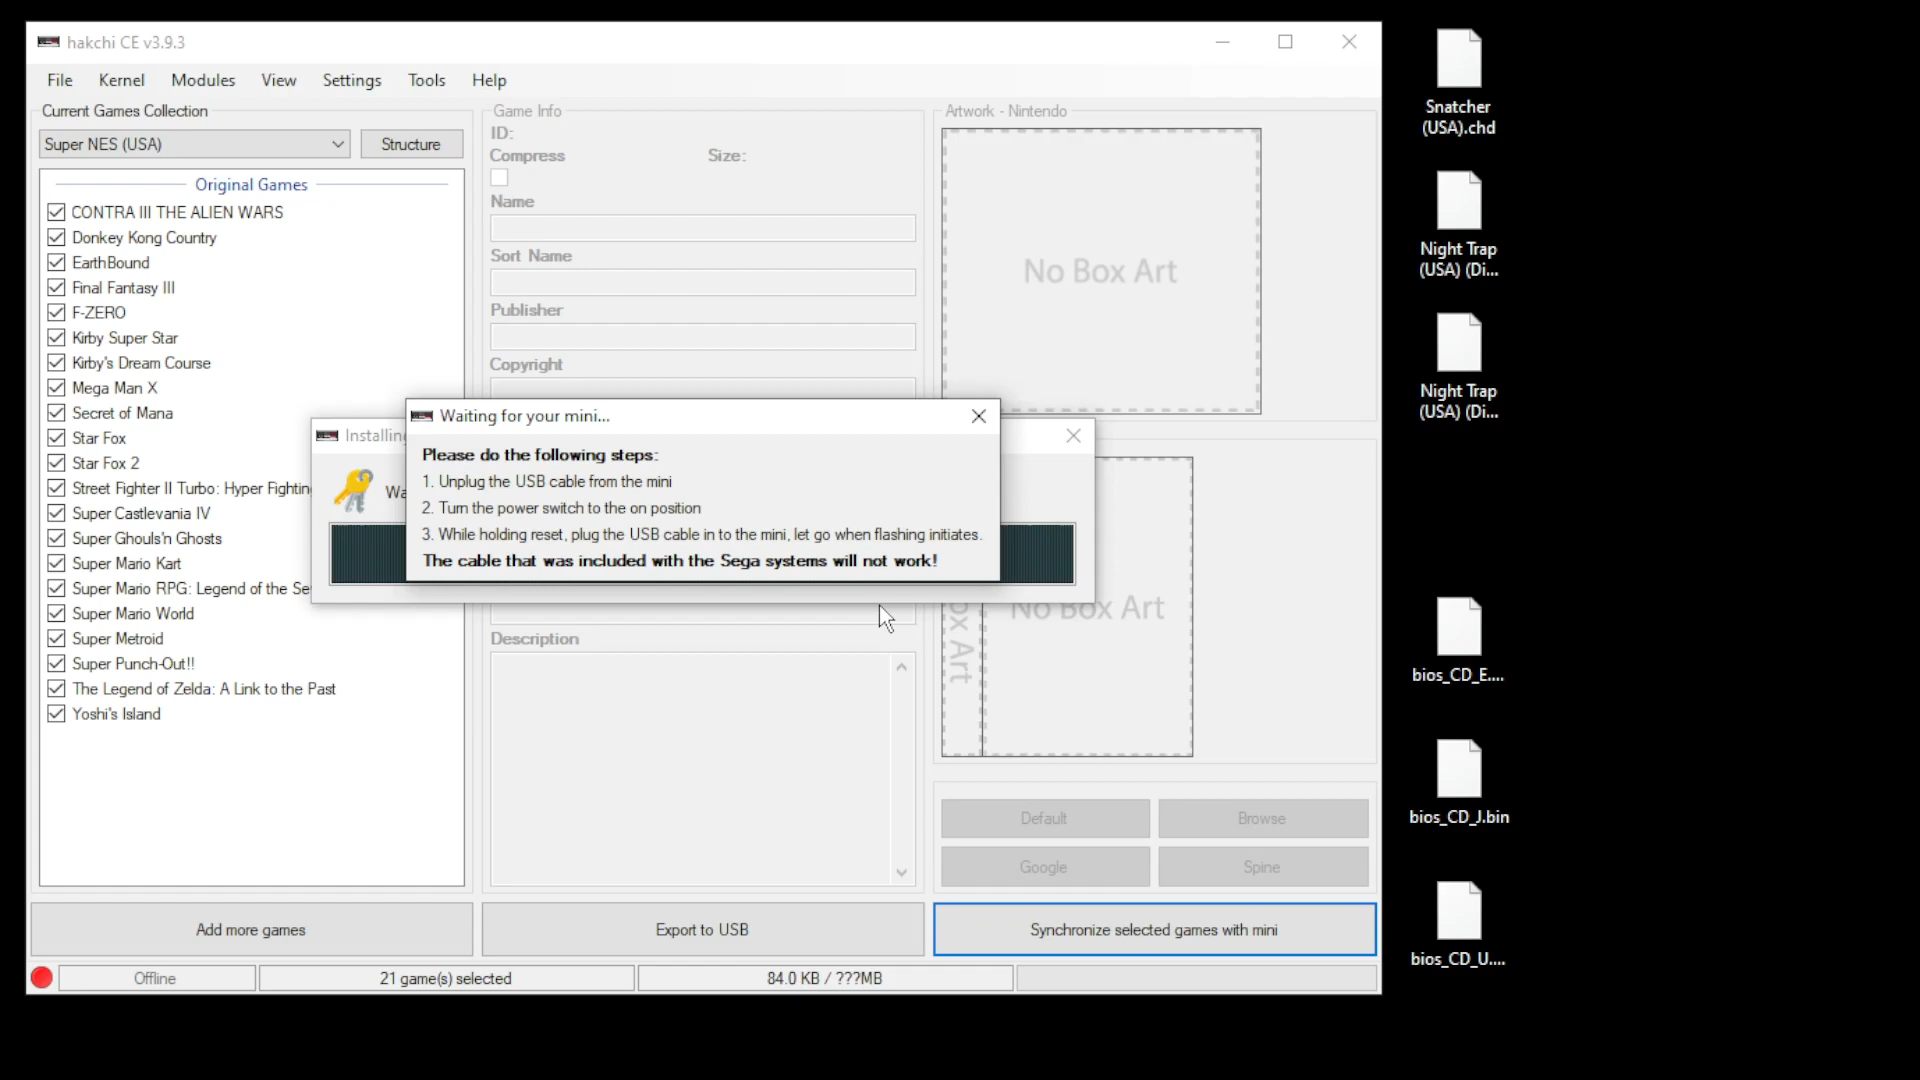 hakchi CE v3.9.3
File Kernel Modules View Settings Tools Help
Current Games Collection
Super NES (USA)
Structure
Original Games
CONTRA III THE ALIEN WARS
Donkey Kong Country
EarthBound
Final Fantasy III
F-ZERO
Kirby Super Star
Kirby's Dream Course
Mega Man X
Secret of Mana
Star Fox
Star Fox 2
Street Fighter II Turbo: Hyper Fighting
Super Castlevania IV
Super Ghouls'n Ghosts
Super Mario Kart
Super Mario RPG: Legend of the Se
Super Mario World
Super Metroid
Super Punch-Out!!
The Legend of Zelda: A Link to the Past
Yoshi's Island
Game Info
ID:
Compress
Size:
Name
Sort Name
Publisher
Copyright
Description
Artwork - Nintendo
No Box Art
No Box Art
ox Art
Installing
Wa
Waiting for your mini...
Please do the following steps:
1. Unplug the USB cable from the mini
2. Turn the power switch to the on position
3. While holding reset, plug the USB cable in to the mini, let go when flashing initiates.
The cable that was included with the Sega systems will not work!
Default
Browse
Google
Spine
Add more games
Export to USB
Synchronize selected games with mini
Offline
21 game(s) selected
84.0 KB / ???MB
Snatcher
(USA).chd
Night Trap
(USA) (Di...
Night Trap
(USA) (Di...
bios_CD_E....
bios_CD_J.bin
bios_CD_U....